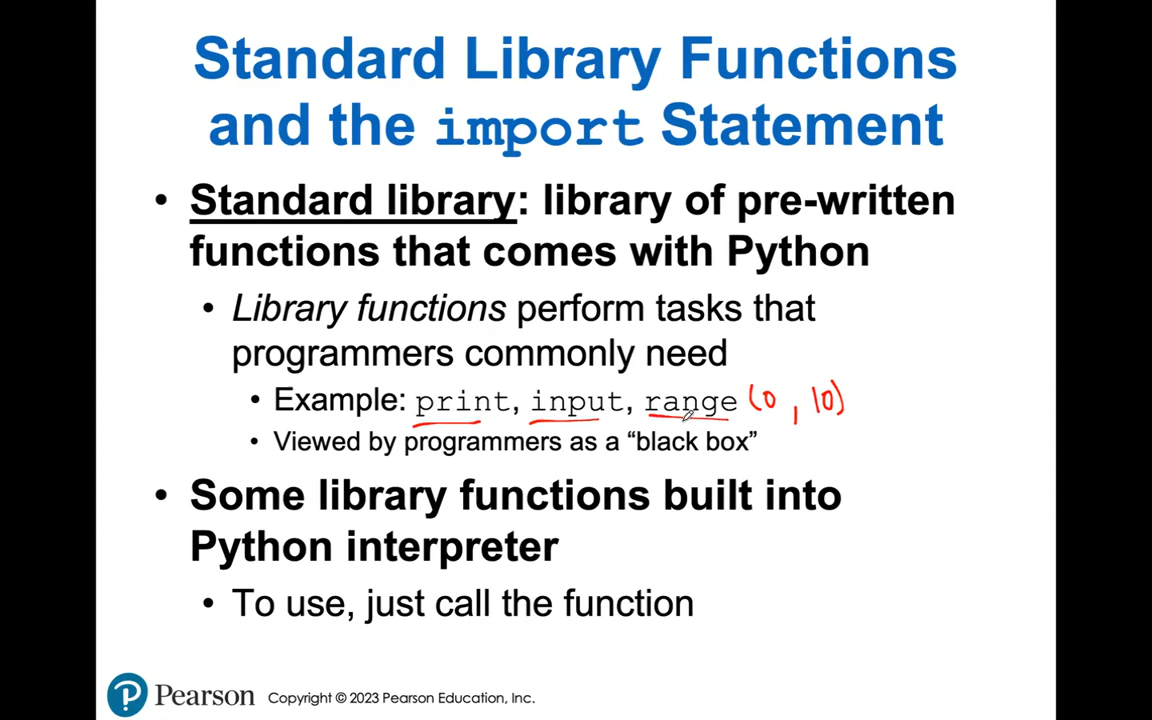 Standard Library Functions
and the import Statement
• Standard library: library of pre-written
functions that comes with Python
• Library functions perform tasks that
programmers commonly need
• Example: print, input, range (0, 10)
• Viewed by programmers as a “black box”
• Some library functions built into
Python interpreter
• To use, just call the function
Pearson Copyright © 2023 Pearson Education, Inc.